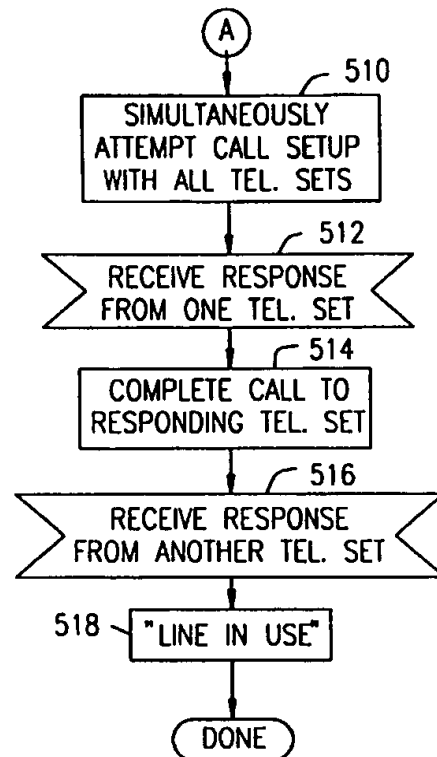 A
510
SIMULTANEOUSLY
ATTEMPT CALL SETUP
WITH ALL TEL. SETS
512
RECEIVE RESPONSE
FROM ONE TEL. SET
514
COMPLETE CALL TO
RESPONDING TEL. SET
516
RECEIVE RESPONSE
FROM ANOTHER TEL. SET
518
"LINE IN USE"
DONE